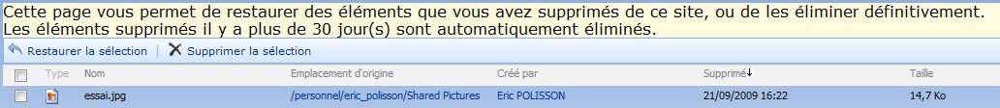 Cette page vous permet de restaurer des éléments que vous avez supprimés de ce site, ou de les éliminer définitivement.
Les éléments supprimés il y a plus de 30 jour(s) sont automatiquement éliminés.
Restaurer la sélection | Supprimer la sélection
Type Nom Emplacement d'origine Créé par Supprimé Taille
essai.jpg /personnel/eric_polisson/Shared Pictures Eric POLISSON 21/09/2009 16:22 14,7 Ko